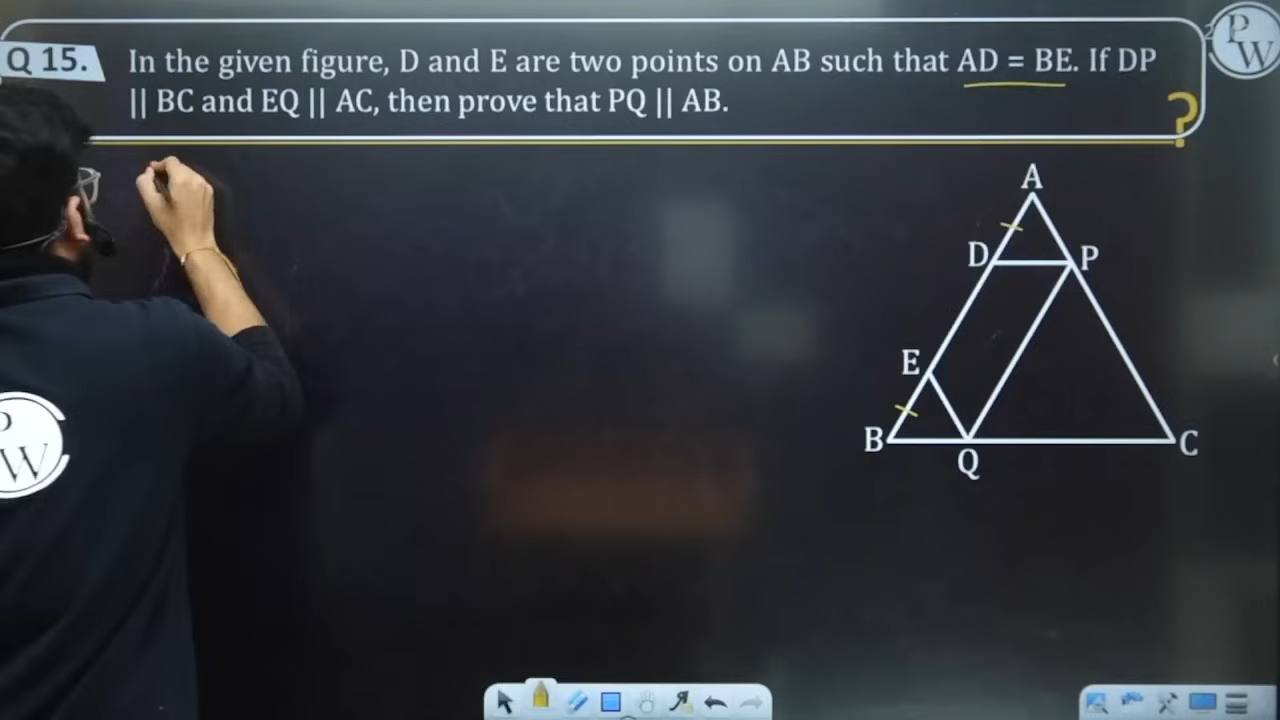 Q 15.
In the given figure, D and E are two points on AB such that AD = BE. If DP
|| BC and EQ || AC, then prove that PQ || AB.
?
P
W
A
D
P
E
B
Q
C
P
W